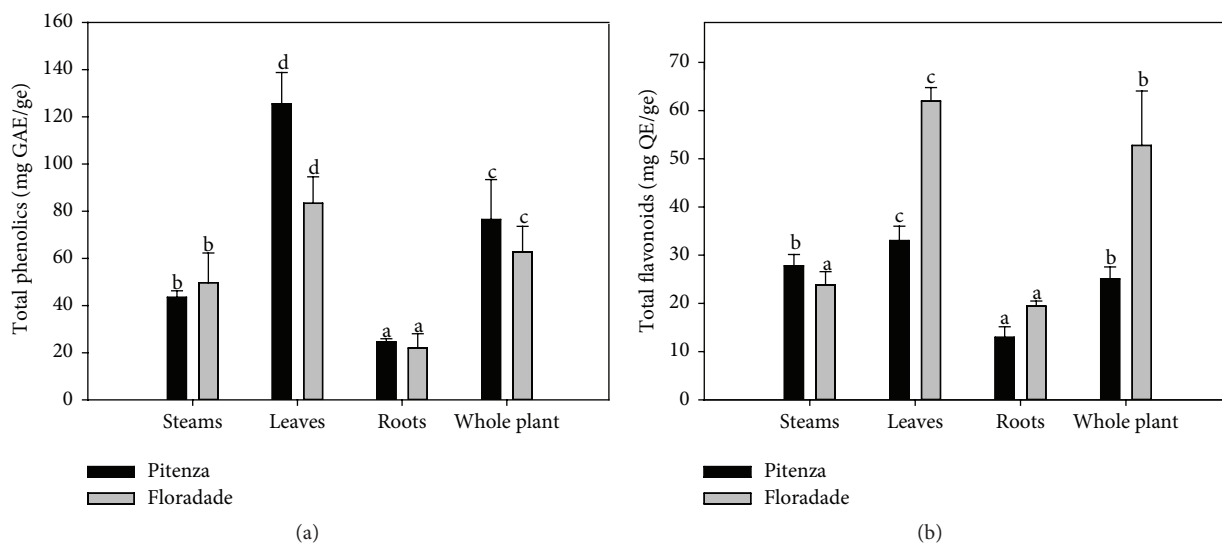 160
140
120
100
80
60
40
20
0
Total phenolics (mg GAE/ge)
b
b
d
d
a
a
c
c
Steams
Leaves
Roots
Whole plant
Pitenza
Floradade
(a)
70
60
50
40
30
20
10
0
Total flavonoids (mg QE/ge)
b
a
c
c
a
a
b
b
Steams
Leaves
Roots
Whole plant
Pitenza
Floradade
(b)